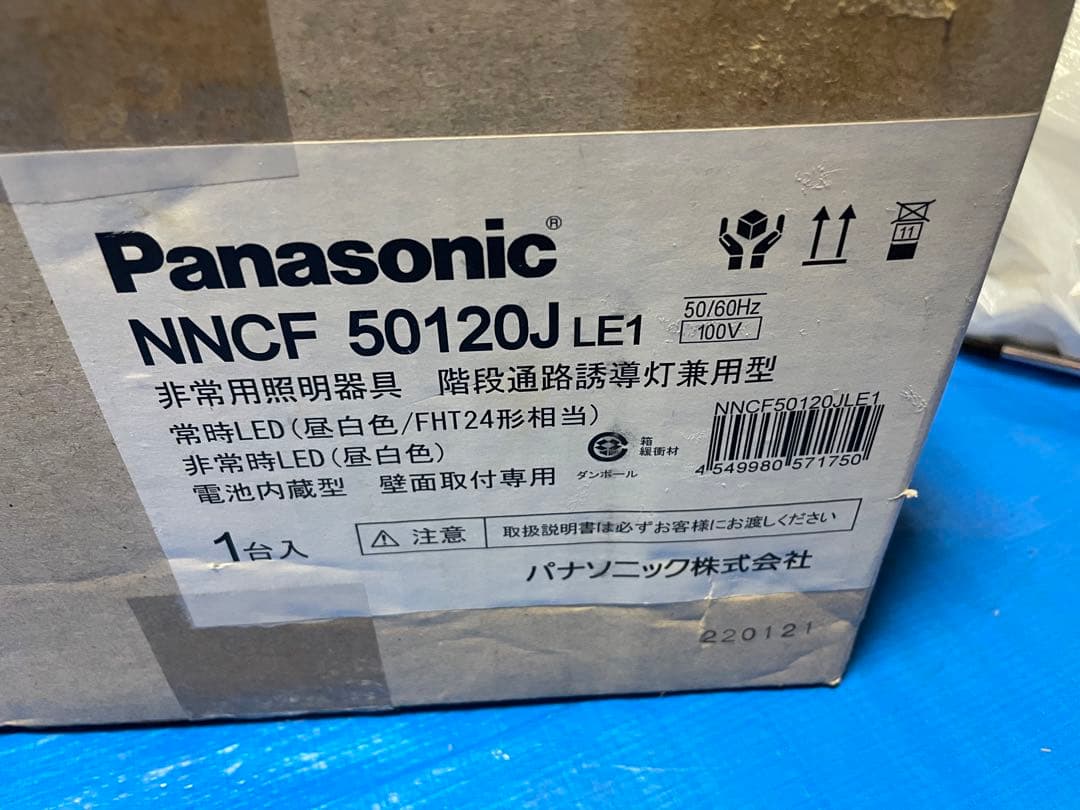 Panasonic®
NNCF 50120J LE1
50/60Hz
100V
11
非常用照明器具 階段通路誘導灯兼用型
常時LED(昼白色/FHT24形相当)
非常時LED(昼白色)
電池内蔵型 壁面取付専用
箱
緩衝材
ダンボール
NNCF50120JLE1
4 549980 571750
1台入
注意 取扱説明書は必ずお客様にお渡しください
パナソニック株式会社
220121